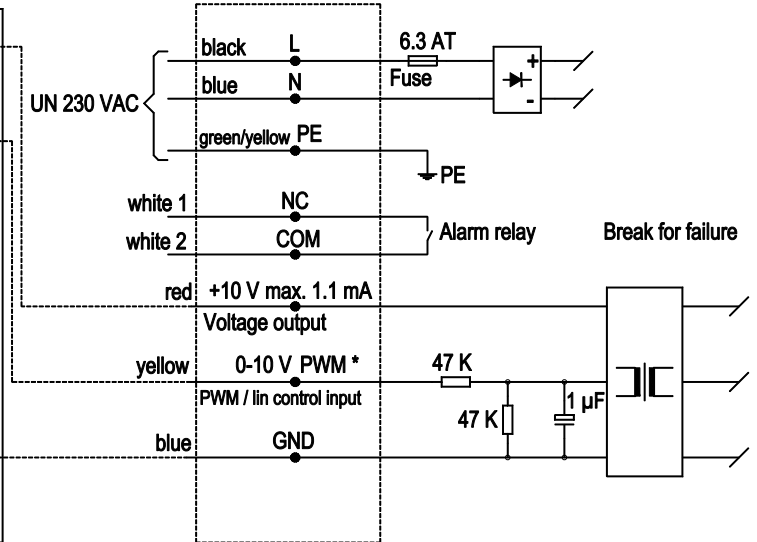 black L 6.3 AT
blue N Fuse
+
-
UN 230 VAC
green/yellow PE
PE
white 1 NC
white 2 COM Alarm relay Break for failure
red +10 V max. 1.1 mA
Voltage output
yellow 0-10 V PWM * 47 K
PWM / lin control input
47 K 1 µF
blue GND